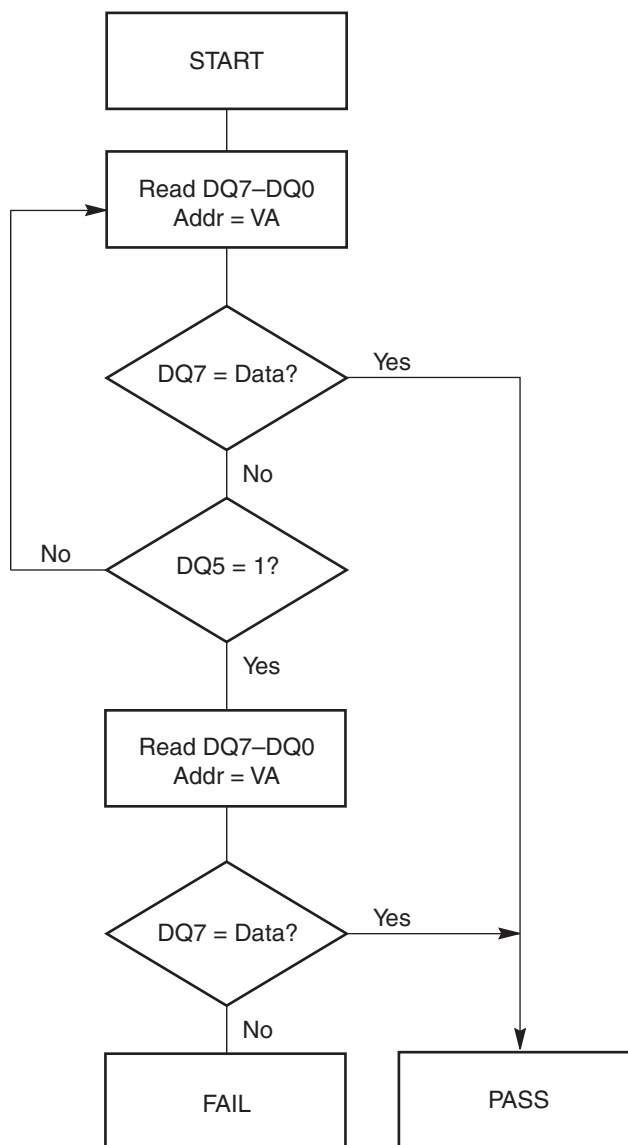 START
Read DQ7–DQ0
Addr = VA
DQ7 = Data?
Yes
No
DQ5 = 1?
No
Yes
Read DQ7–DQ0
Addr = VA
DQ7 = Data?
Yes
No
FAIL
PASS